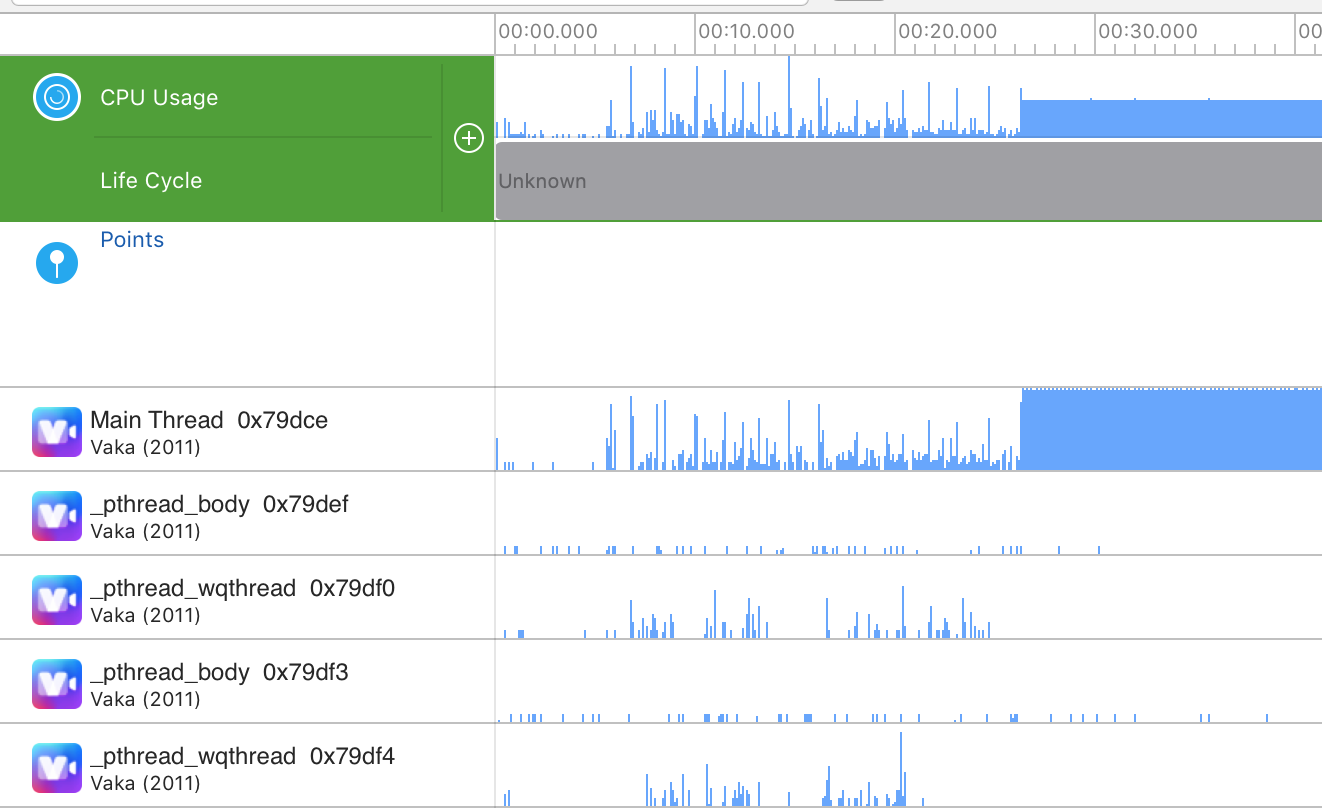 00:00.000 00:10.000 00:20.000 00:30.000 00
CPU Usage
Life Cycle
Unknown
Points
Main Thread 0x79dce
Vaka (2011)
_pthread_body 0x79def
Vaka (2011)
_pthread_wqthread 0x79df0
Vaka (2011)
_pthread_body 0x79df3
Vaka (2011)
_pthread_wqthread 0x79df4
Vaka (2011)